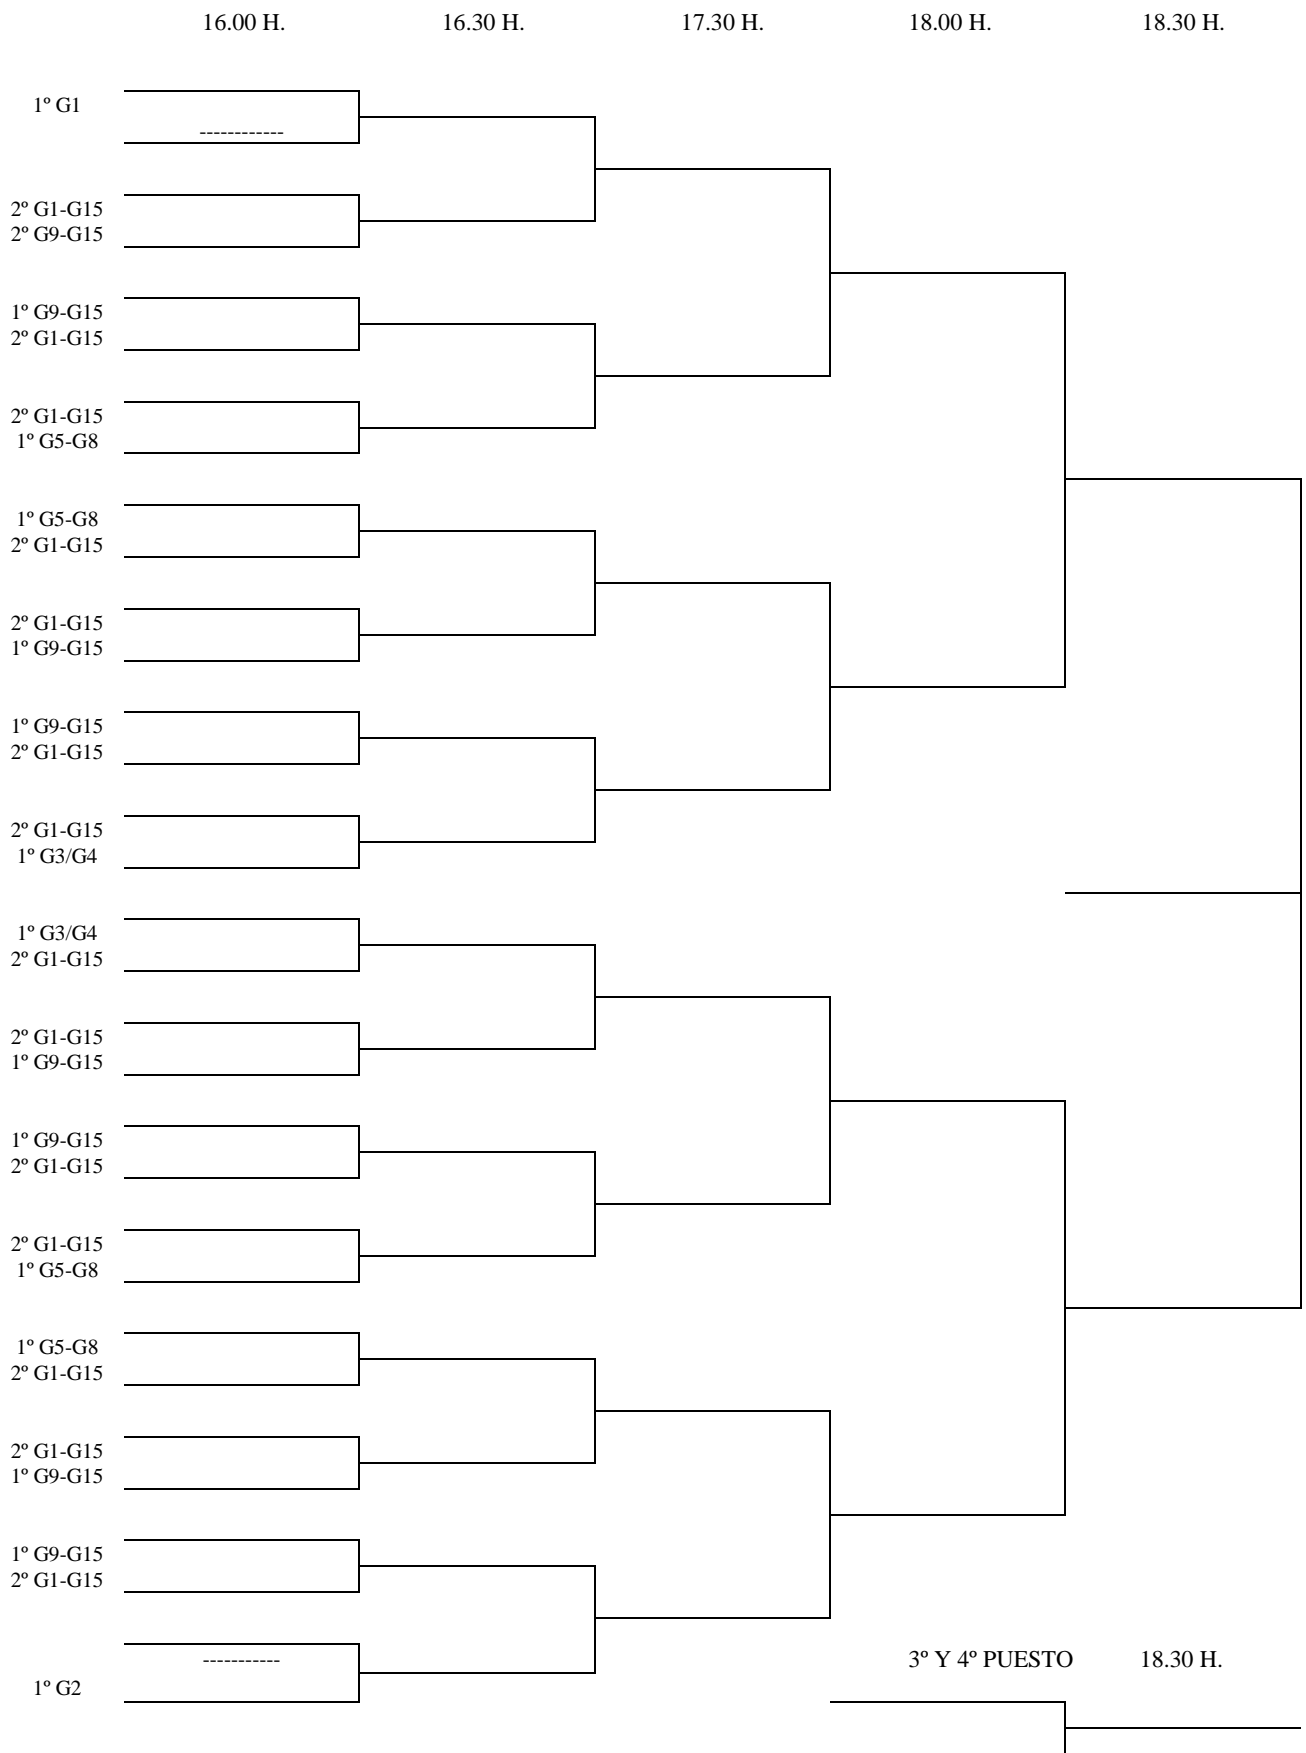 16.00 H. 16.30 H. 17.30 H. 18.00 H. 18.30 H.
1º G1
------------
2º G1-G15
2º G9-G15
1º G9-G15
2º G1-G15
2º G1-G15
1º G5-G8
1º G5-G8
2º G1-G15
2º G1-G15
1º G9-G15
1º G9-G15
2º G1-G15
2º G1-G15
1º G3/G4
1º G3/G4
2º G1-G15
2º G1-G15
1º G9-G15
1º G9-G15
2º G1-G15
2º G1-G15
1º G5-G8
1º G5-G8
2º G1-G15
2º G1-G15
1º G9-G15
1º G9-G15
2º G1-G15
-----------
3º Y 4º PUESTO 18.30 H.
1º G2